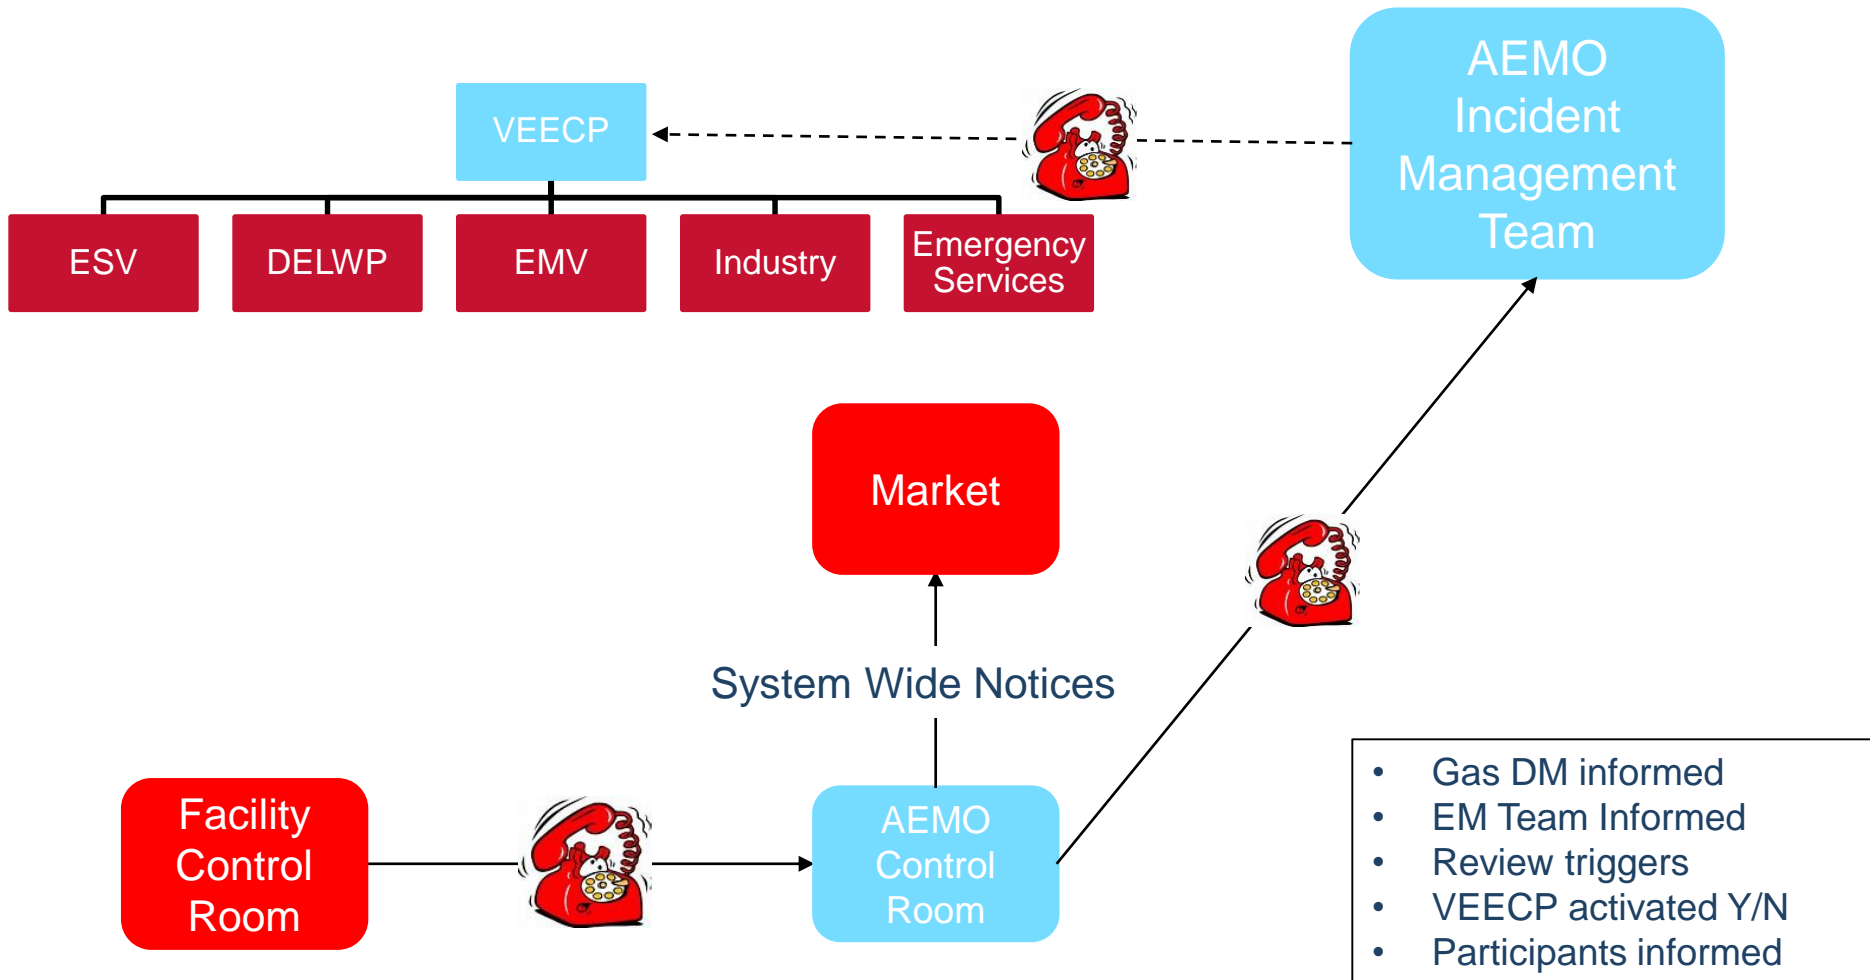 AEMO
Incident
Management
Team
VEECP
ESV
DELWP
EMV
Industry
Emergency
Services
Market
System Wide Notices
Facility
Control
Room
AEMO
Control
Room
• Gas DM informed
• EM Team Informed
• Review triggers
• VEECP activated Y/N
• Participants informed